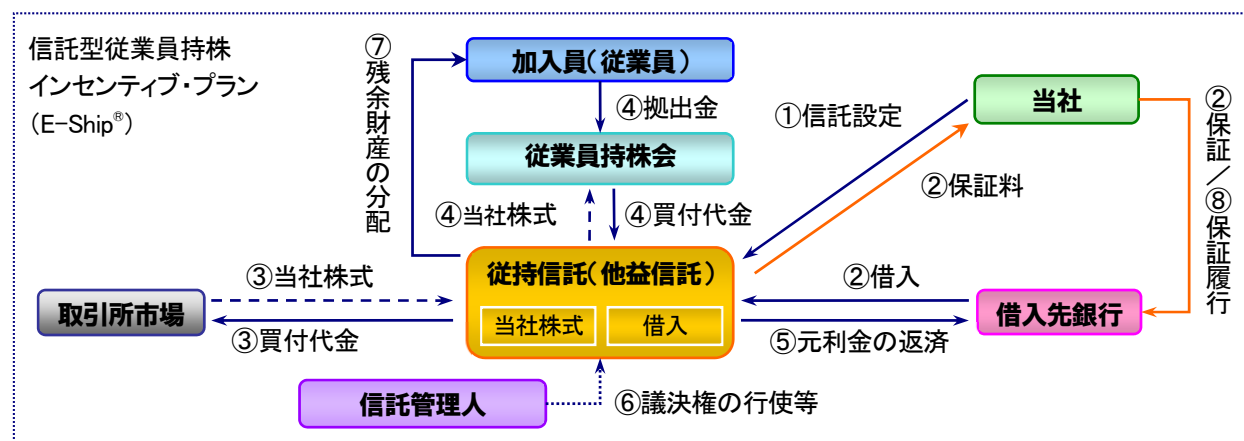 信託型従業員持株
インセンティブ・プラン
（E-Ship®）
⑦残余財産の分配
加入員（従業員）
④拠出金
従業員持株会
④当社株式
④買付代金
①信託設定
②保証料
当社
②保証／⑧保証履行
従持信託（他益信託）
当社株式
借入
③当社株式
取引所市場
③買付代金
②借入
借入先銀行
⑤元利金の返済
信託管理人
⑥議決権の行使等